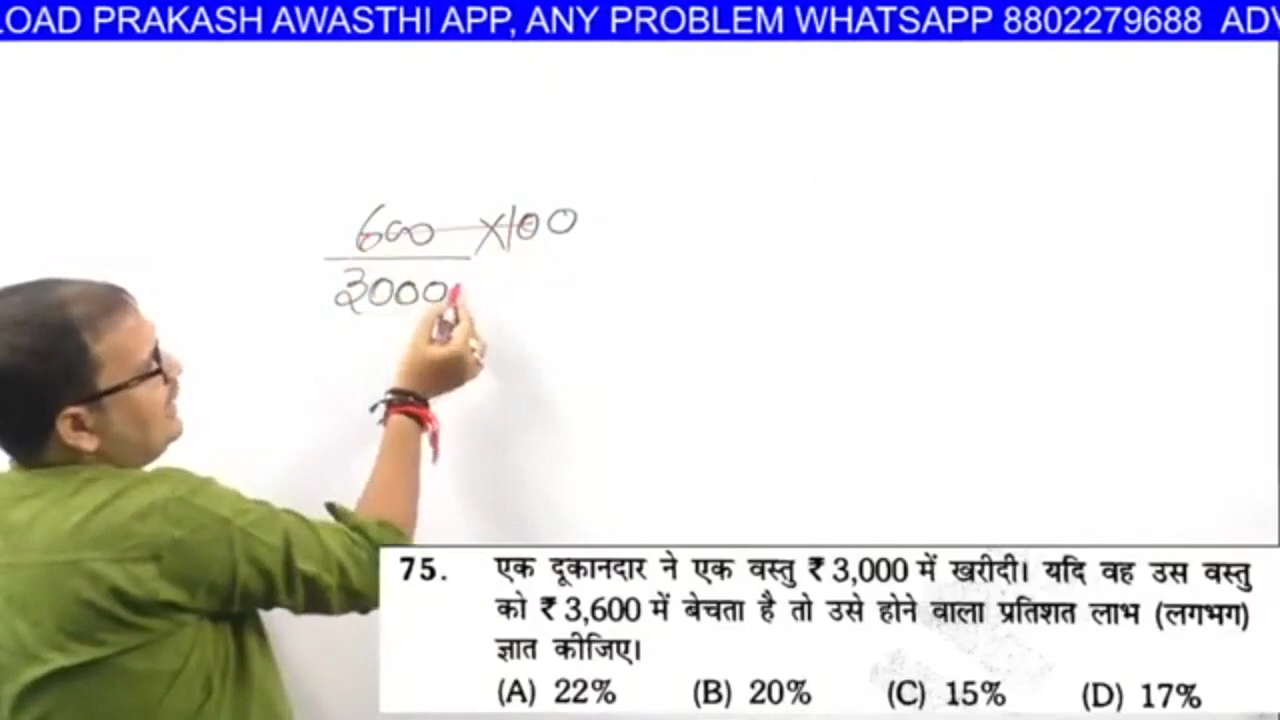 LOAD PRAKASH AWASTHI APP, ANY PROBLEM WHATSAPP 8802279688 ADV
600 X100
3000
75. एक दूकानदार ने एक वस्तु ₹ 3,000 में खरीदी। यदि वह उस वस्तु
को ₹ 3,600 में बेचता है तो उसे होने वाला प्रतिशत लाभ (लगभग)
ज्ञात कीजिए।
(A) 22% (B) 20% (C) 15% (D) 17%